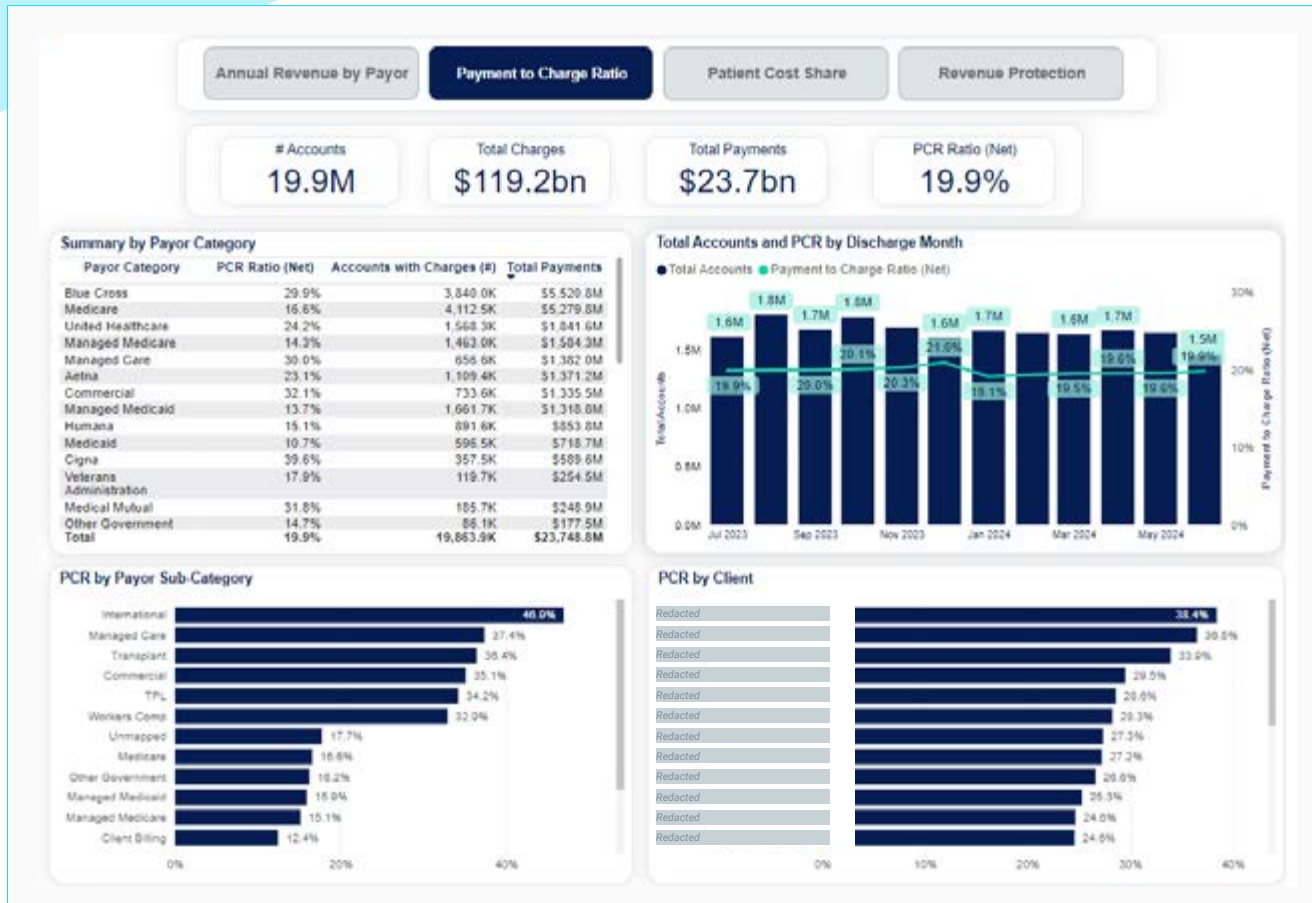 Annual Revenue by Payor
Payment to Charge Ratio
Patient Cost Share
Revenue Protection
# Accounts
19.9M
Total Charges
$119.2bn
Total Payments
$23.7bn
PCR Ratio (Net)
19.9%
Summary by Payor Category
Payor Category PCR Ratio (Net) Accounts with Charges (#) Total Payments
Blue Cross 29.9% 3,840.0K $5,520.8M
Medicare 16.6% 4,112.5K $5,279.8M
United Healthcare 24.2% 1,568.3K $1,841.6M
Managed Medicare 14.3% 1,463.0K $1,584.3M
Managed Care 30.0% 656.6K $1,382.0M
Aetna 23.1% 1,109.4K $1,371.2M
Commercial 32.1% 733.6K $1,335.5M
Managed Medicaid 13.7% 1,661.7K $1,318.8M
Humana 15.1% 891.6K $853.8M
Medicaid 10.7% 596.5K $718.7M
Cigna 39.6% 357.5K $589.6M
Veterans 17.9% 119.7K $254.5M
Administration
Medical Mutual 31.8% 185.7K $248.9M
Other Government 14.7% 86.1K $177.5M
Total 19.9% 19,863.9K $23,748.8M
Total Accounts and PCR by Discharge Month
Total Accounts Payment to Charge Ratio (Net)
30%
20%
10%
0%
Payment to Charge Ratio (Net)
1.5M
1.0M
0.5M
0.0M
Total Accounts
1.6M 1.8M 1.7M 1.8M 1.6M 1.7M 1.6M 1.7M 1.5M
19.9% 20.0% 20.1% 20.3% 21.0% 19.1% 19.5% 19.6% 19.6% 19.9%
Jul 2023 Sep 2023 Nov 2023 Jan 2024 Mar 2024 May 2024
PCR by Payor Sub-Category
International 46.9%
Managed Care 37.4%
Transplant 36.4%
Commercial 35.1%
TPL 34.2%
Workers Comp 32.9%
Unmapped 17.7%
Medicare 16.6%
Other Government 16.2%
Managed Medicaid 15.9%
Managed Medicare 15.1%
Client Billing 12.4%
0% 20% 40%
PCR by Client
Redacted 38.4%
Redacted
Redacted 33.9%
Redacted 29.5%
Redacted 28.6%
Redacted 28.3%
Redacted 27.3%
Redacted 27.2%
Redacted 26.6%
Redacted 25.3%
Redacted 24.6%
Redacted 24.6%
0% 10% 20% 30% 40%